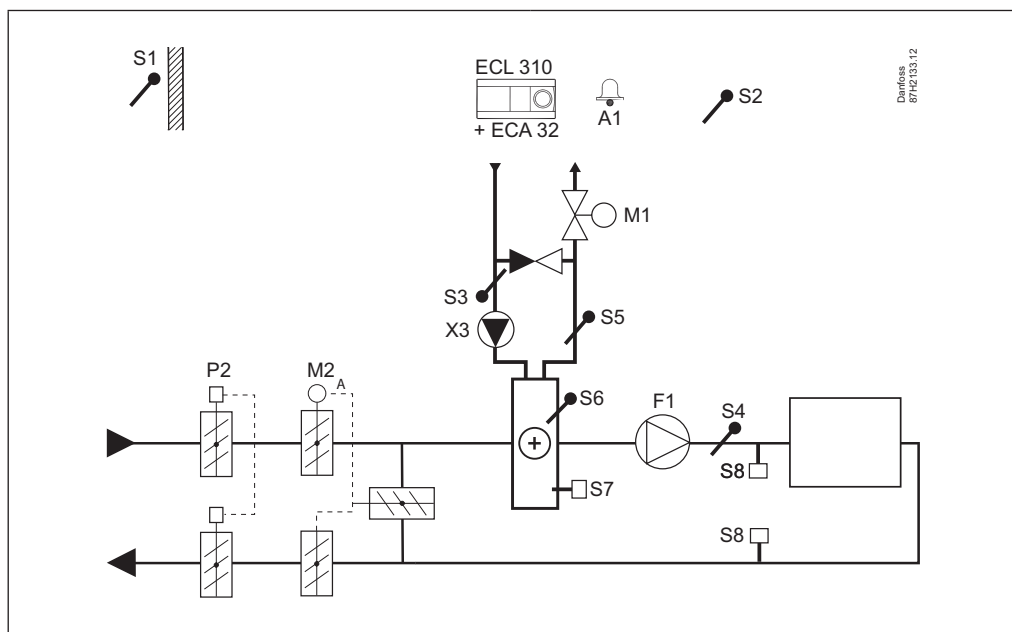 S1
ECL 310
+ ECA 32
A1
S2
Danfoss
87H2133.12
M1
S3
S5
X3
P2
M2
A
S6
F1
S4
S8
S7
S8